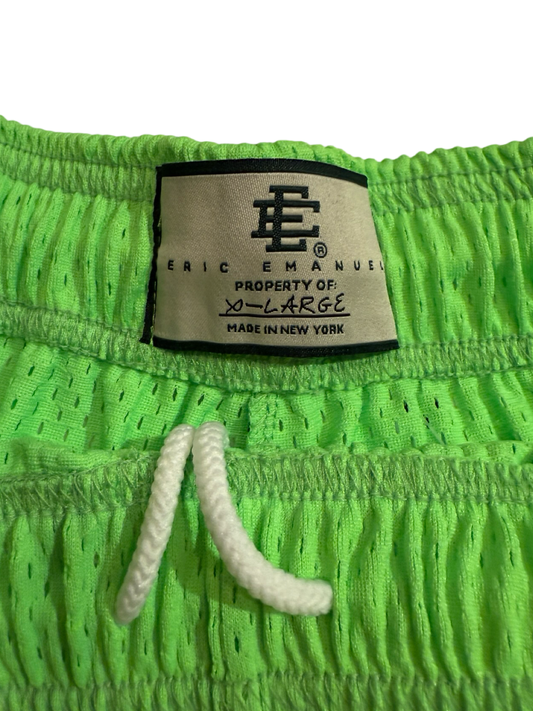 EE®
ERIC EMANUEL
PROPERTY OF:
X-LARGE
MADE IN NEW YORK